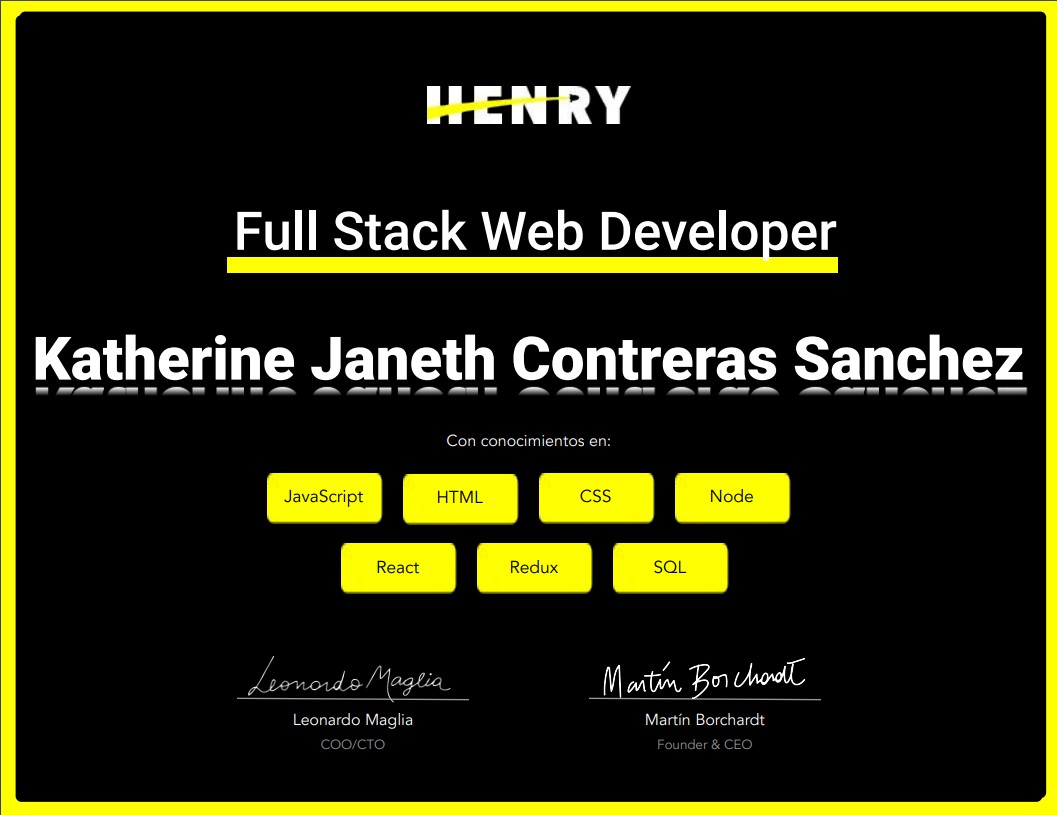 HENRY
Full Stack Web Developer
Katherine Janeth Contreras Sanchez
Con conocimientos en:
JavaScript HTML CSS Node
React Redux SQL
Leonardo Maglia Martín Borchardt
Leonardo Maglia Martín Borchardt
COO/CTO Founder & CEO